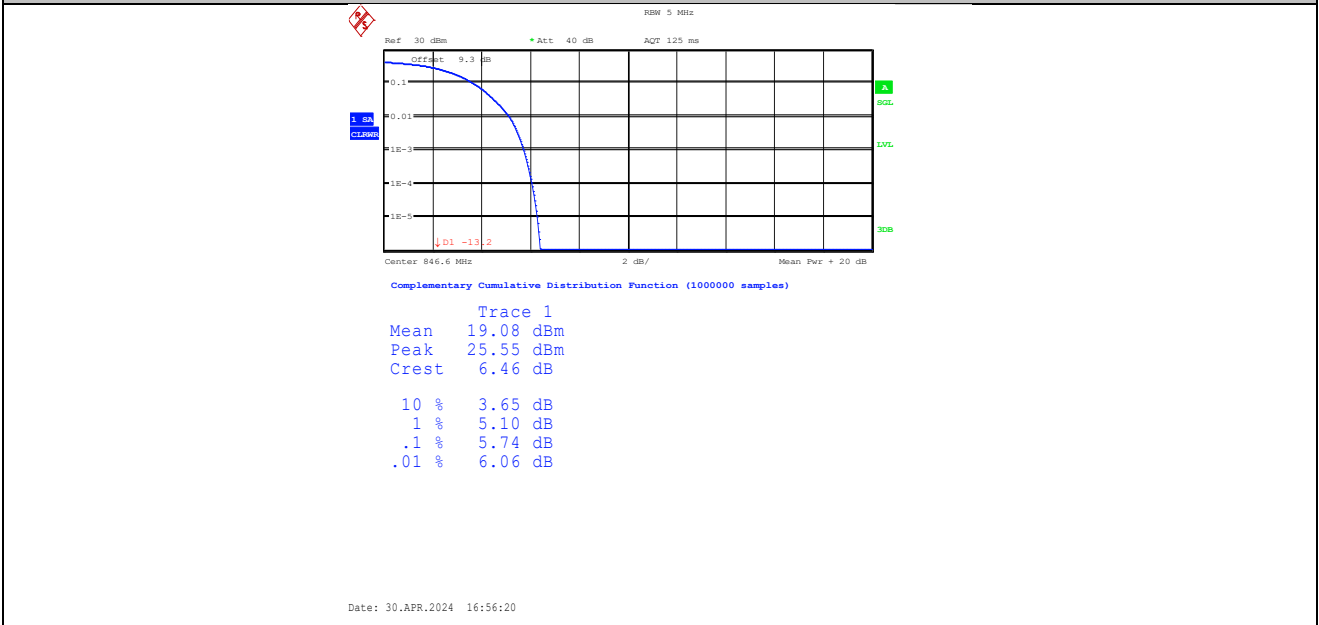 RBW 5 MHz
Ref 30 dBm * Att 40 dB AQT 125 ms
Offset 9.3 dB
0.1
A
SGL
0.01
1 SA
CLRWR
LVL
1E-3
1E-4
1E-5
3DB
↓D1 -13.2
Center 846.6 MHz 2 dB/ Mean Pwr + 20 dB
Complementary Cumulative Distribution Function (1000000 samples)
Trace 1
Mean 19.08 dBm
Peak 25.55 dBm
Crest 6.46 dB
10 % 3.65 dB
1 % 5.10 dB
.1 % 5.74 dB
.01 % 6.06 dB
Date: 30.APR.2024 16:56:20